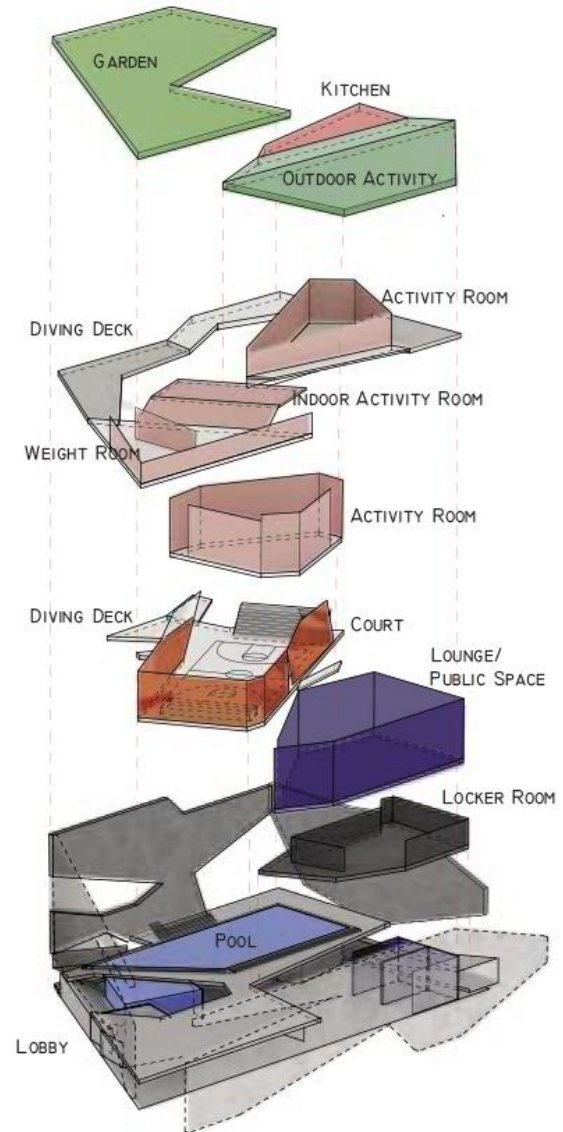 GARDEN
KITCHEN
OUTDOOR ACTIVITY
ACTIVITY ROOM
DIVING DECK
INDOOR ACTIVITY ROOM
WEIGHT ROOM
ACTIVITY ROOM
DIVING DECK
COURT
LOUNGE/
PUBLIC SPACE
LOCKER ROOM
POOL
LOBBY